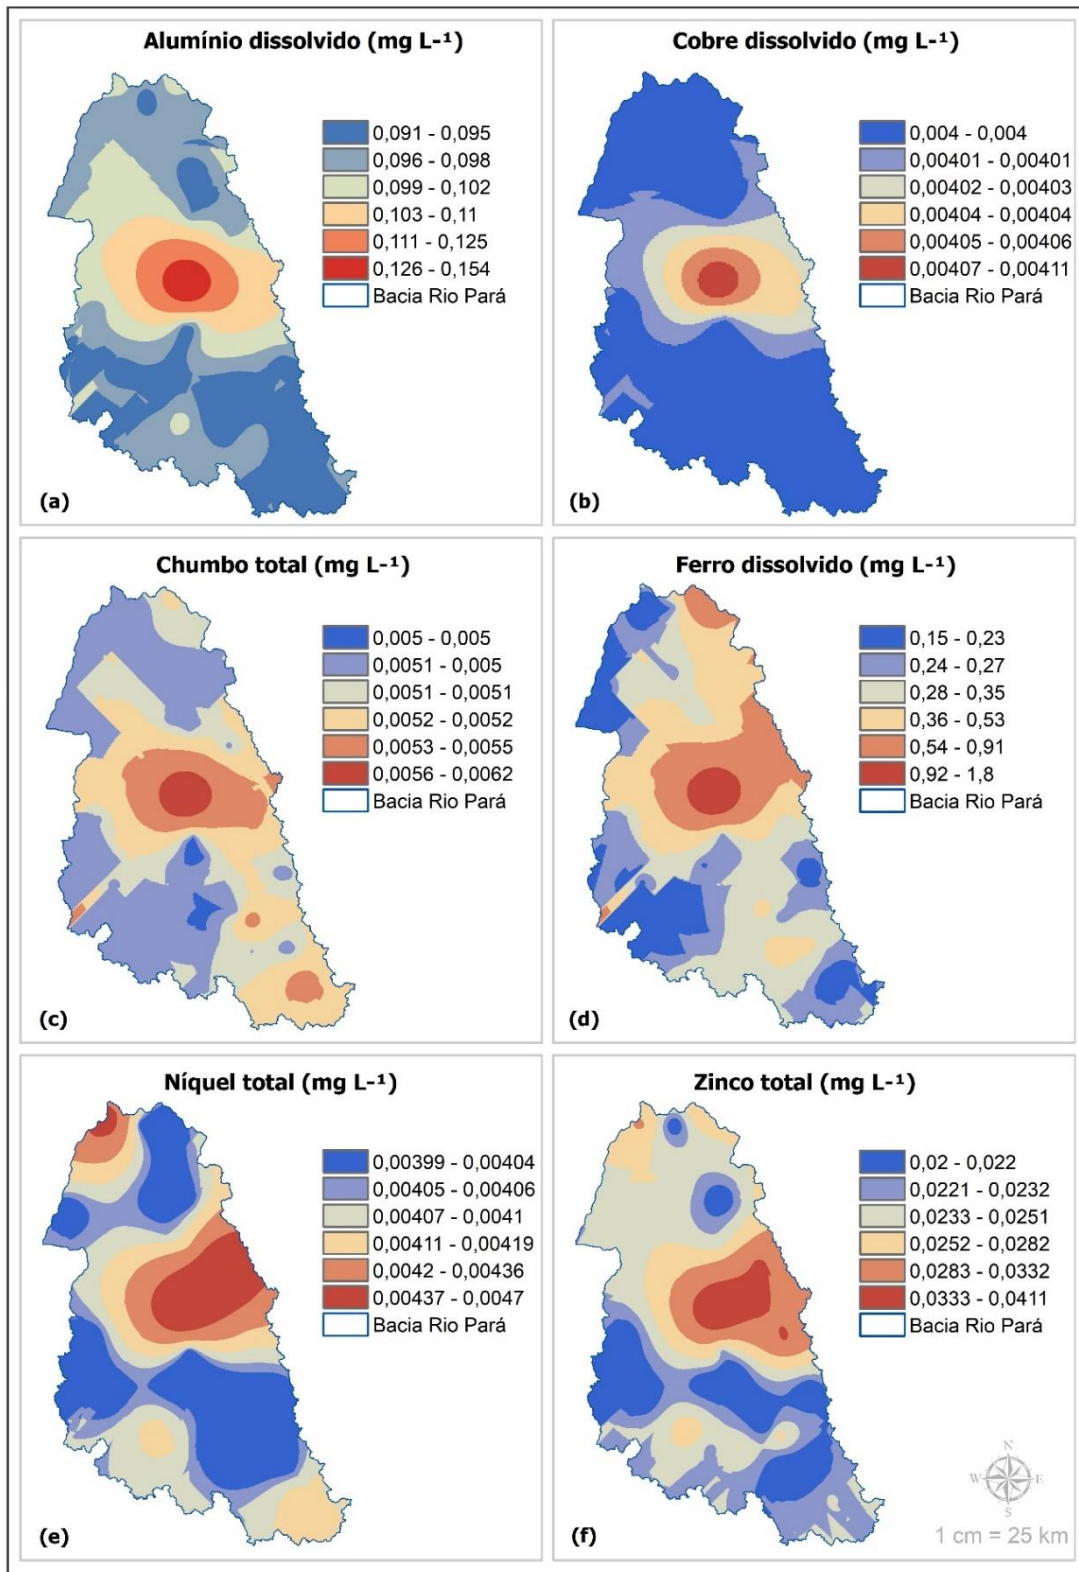 Alumínio dissolvido (mg L-¹)
0,091 - 0,095
0,096 - 0,098
0,099 - 0,102
0,103 - 0,11
0,111 - 0,125
0,126 - 0,154
Bacia Rio Pará
(a)
Cobre dissolvido (mg L-¹)
0,004 - 0,004
0,00401 - 0,00401
0,00402 - 0,00403
0,00404 - 0,00404
0,00405 - 0,00406
0,00407 - 0,00411
Bacia Rio Pará
(b)
Chumbo total (mg L-¹)
0,005 - 0,005
0,0051 - 0,005
0,0051 - 0,0051
0,0052 - 0,0052
0,0053 - 0,0055
0,0056 - 0,0062
Bacia Rio Pará
(c)
Ferro dissolvido (mg L-¹)
0,15 - 0,23
0,24 - 0,27
0,28 - 0,35
0,36 - 0,53
0,54 - 0,91
0,92 - 1,8
Bacia Rio Pará
(d)
Níquel total (mg L-¹)
0,00399 - 0,00404
0,00405 - 0,00406
0,00407 - 0,0041
0,00411 - 0,00419
0,0042 - 0,00436
0,00437 - 0,0047
Bacia Rio Pará
(e)
Zinco total (mg L-¹)
0,02 - 0,022
0,0221 - 0,0232
0,0233 - 0,0251
0,0252 - 0,0282
0,0283 - 0,0332
0,0333 - 0,0411
Bacia Rio Pará
N
W E
S
1 cm = 25 km
(f)